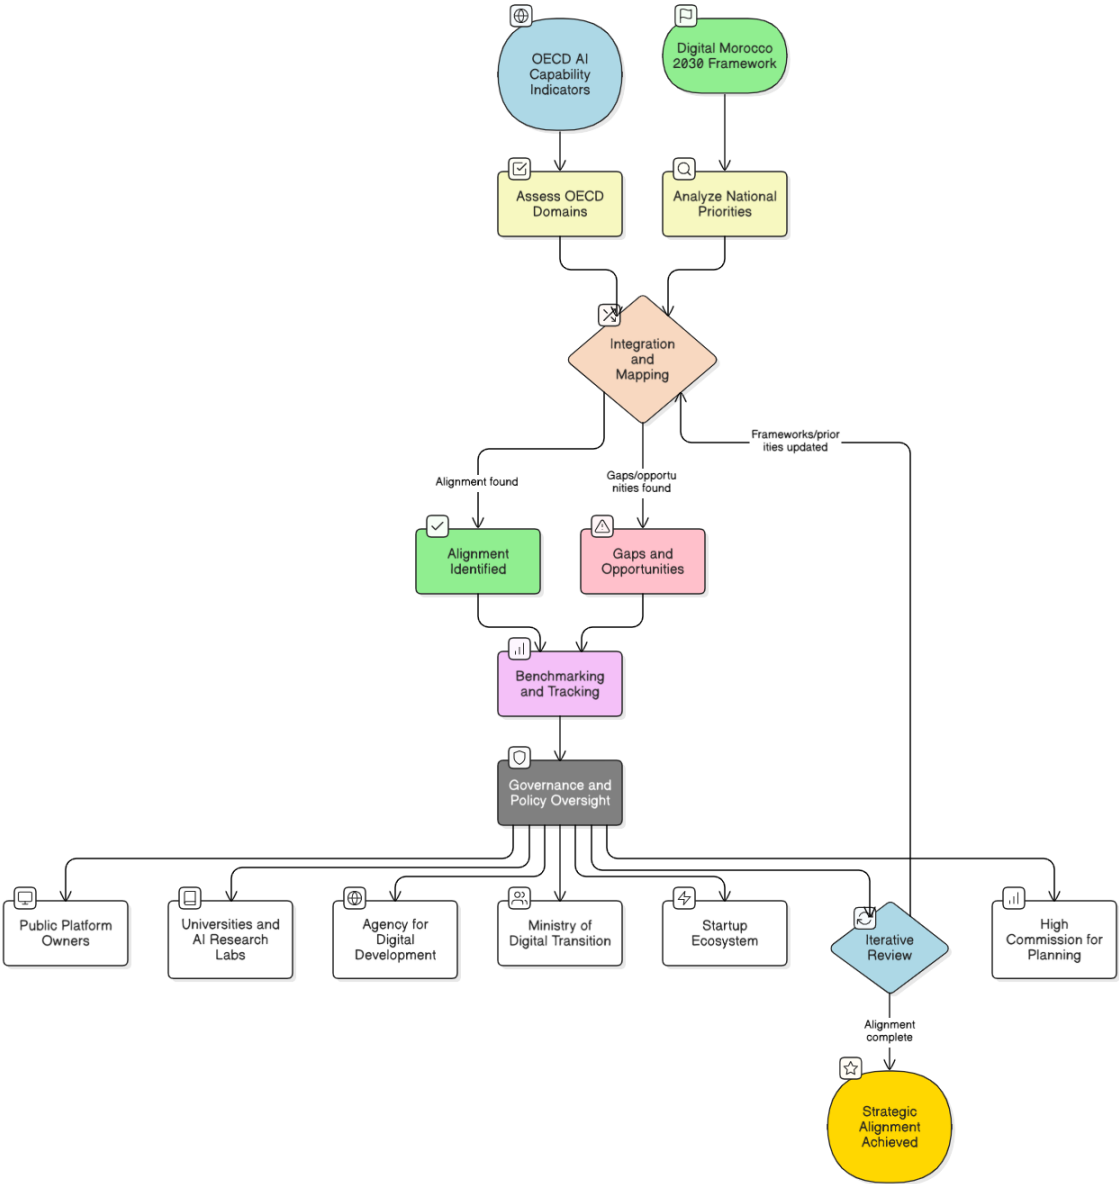 OECD AI
Capability
Indicators
Digital Morocco
2030 Framework
Assess OECD
Domains
Analyze National
Priorities
Integration
and
Mapping
Frameworks/prior
ities updated
Alignment found
Gaps/opportu
nities found
Alignment
Identified
Gaps and
Opportunities
Benchmarking
and Tracking
Governance and
Policy Oversight
Public Platform
Owners
Universities and
AI Research
Labs
Agency for
Digital
Development
Ministry of
Digital Transition
Startup
Ecosystem
Iterative
Review
High
Commission for
Planning
Alignment
complete
Strategic
Alignment
Achieved